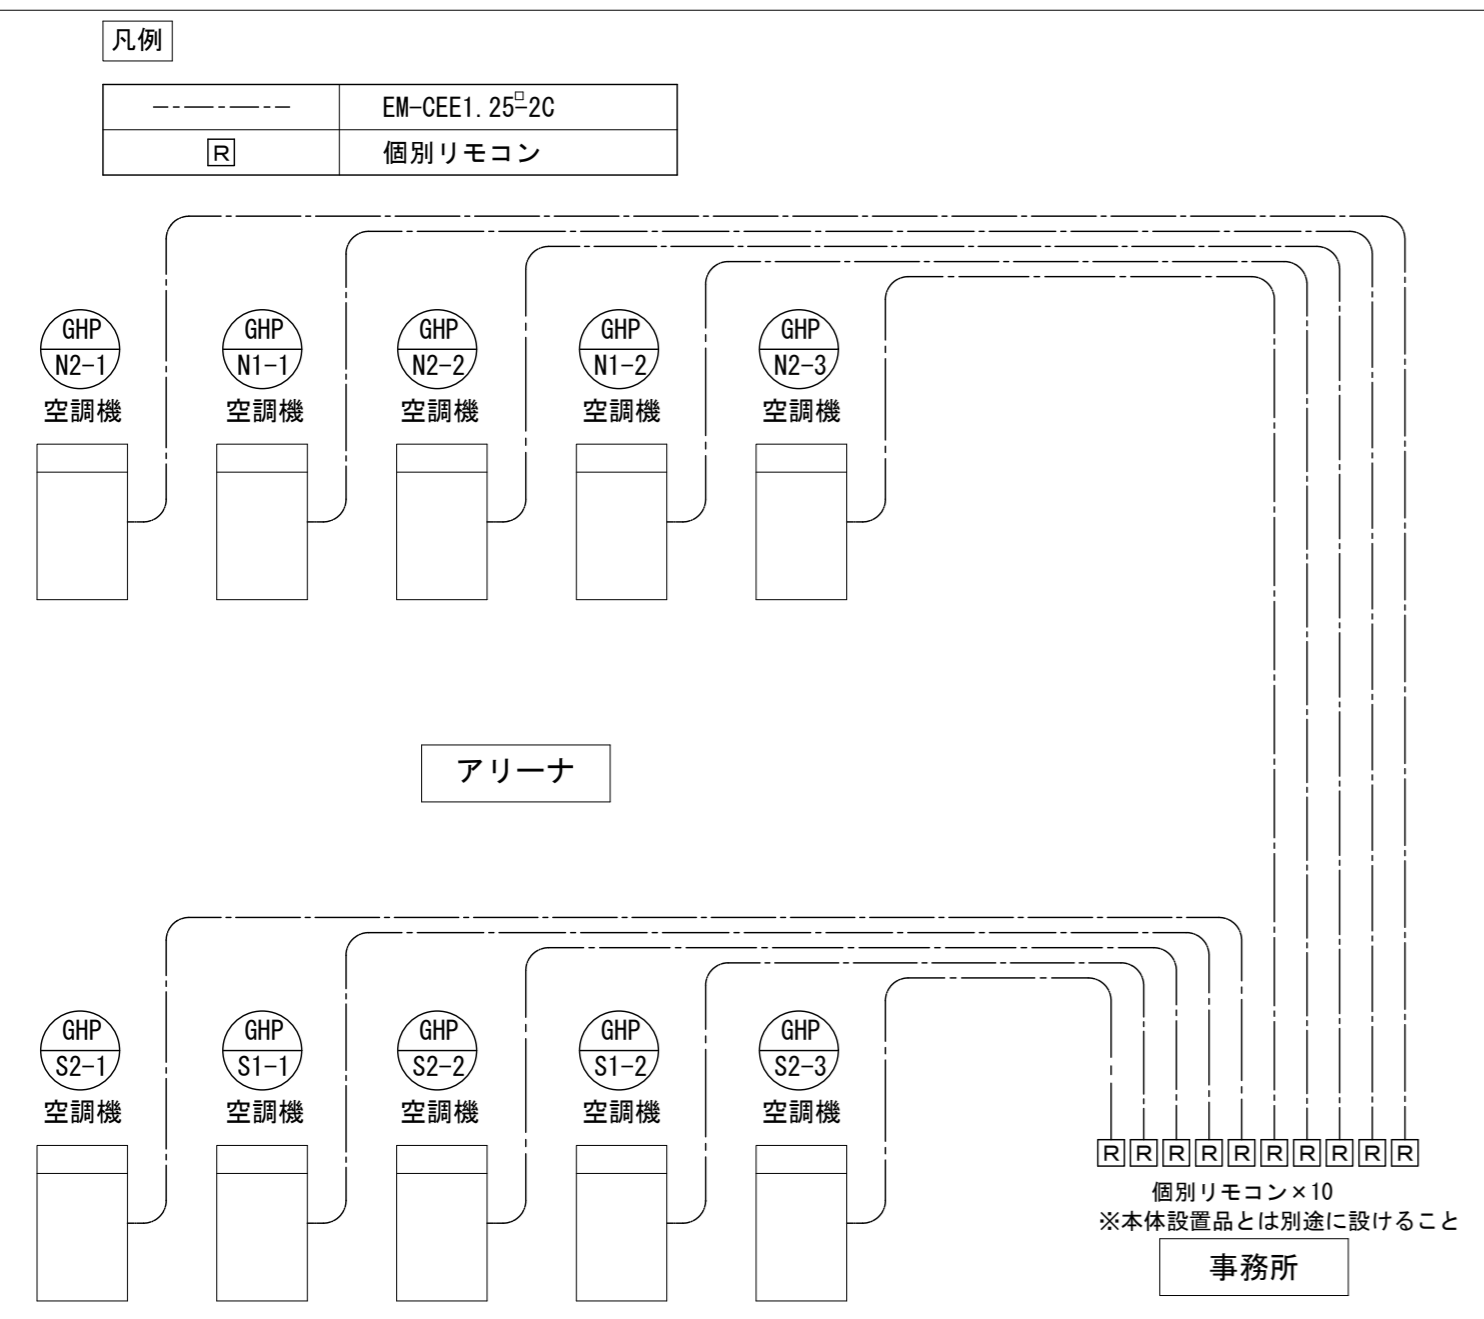 凡例
EM-CEE1.25□-2C
R 個別リモコン
GHP GHP GHP GHP GHP
N2-1 N1-1 N2-2 N1-2 N2-3
空調機 空調機 空調機 空調機 空調機
アリーナ
GHP GHP GHP GHP GHP
S2-1 S1-1 S2-2 S1-2 S2-3
空調機 空調機 空調機 空調機 空調機
R R R R R R R R R R
個別リモコン×10
※本体設置品とは別途に設けること
事務所